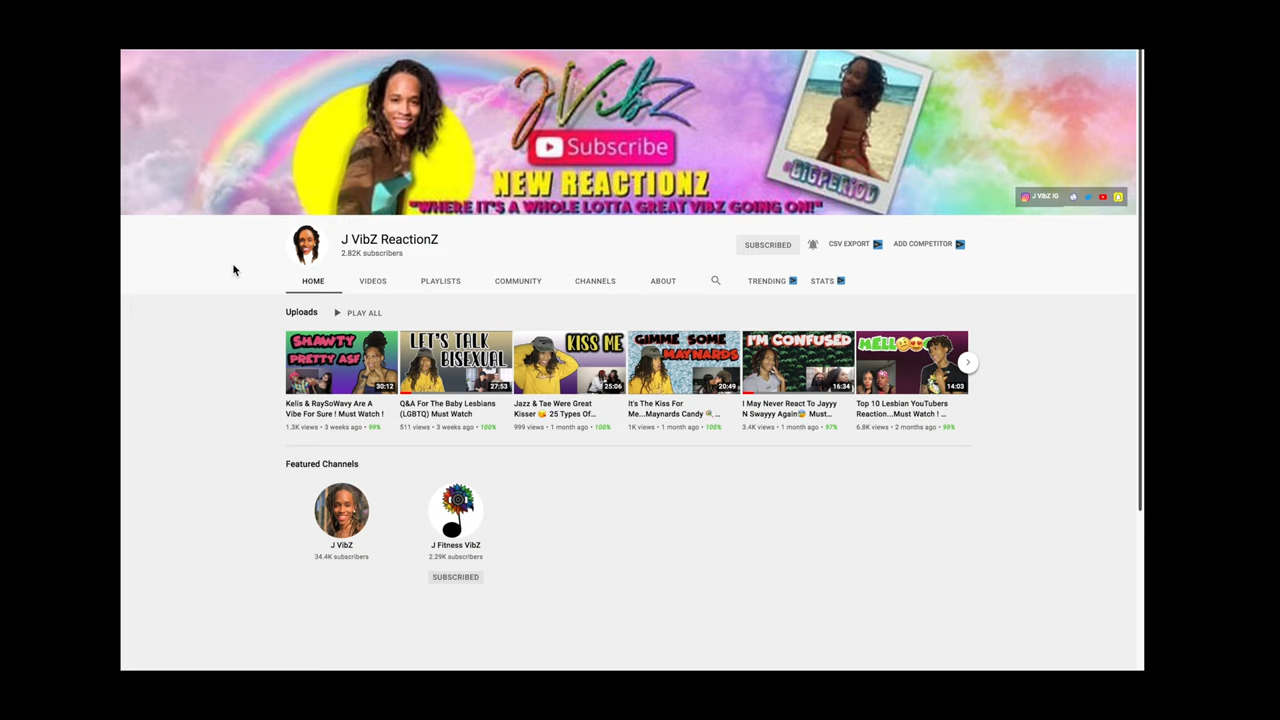 JVibZ
Subscribe
NEW REACTIONZ
"WHERE IT'S A WHOLE LOTTA GREAT VIBZ GOING ON!"
#BIGPERIOD
J VibZ IG
J VibZ ReactionZ
2.82K subscribers
SUBSCRIBED
CSV EXPORT
ADD COMPETITOR
HOME
VIDEOS
PLAYLISTS
COMMUNITY
CHANNELS
ABOUT
TRENDING
STATS
Uploads
PLAY ALL
SHAWTY
PRETTY ASF
30:12
LET'S TALK
BISEXUAL
27:53
KISS ME
25:06
GIMME SOME
MAYNARDS
20:49
I'M CONFUSED
16:34
HELLO
14:03
Kelis & RaySoWavy Are A
Vibe For Sure ! Must Watch !
1.3K views • 3 weeks ago • 99%
Q&A For The Baby Lesbians
(LGBTQ) Must Watch
511 views • 3 weeks ago • 100%
Jazz & Tae Were Great
Kisser 😘 25 Types Of...
999 views • 1 month ago • 100%
It's The Kiss For
Me...Maynards Candy 🍭...
1K views • 1 month ago • 100%
I May Never React To Jayyy
N Swayyy Again😰 Must...
3.4K views • 1 month ago • 97%
Top 10 Lesbian YouTubers
Reaction...Must Watch ! ...
6.8K views • 2 months ago • 99%
Featured Channels
J VibZ
34.4K subscribers
J Fitness VibZ
2.29K subscribers
SUBSCRIBED